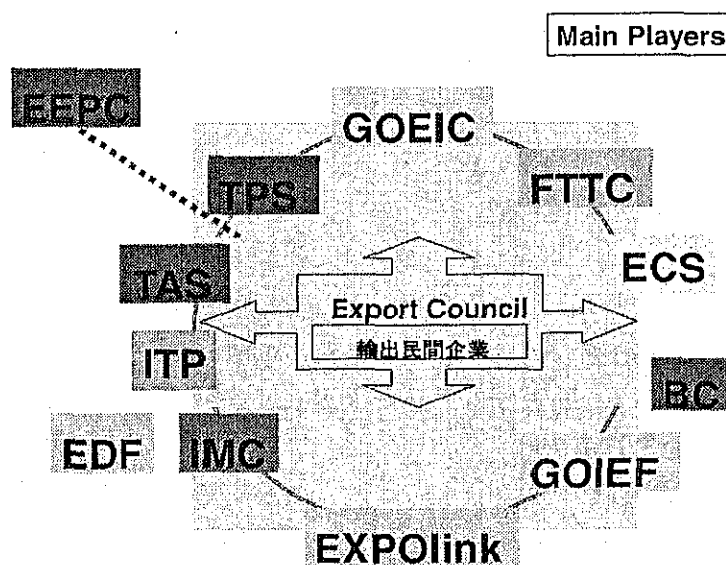 Main Players
EEPC
GOEIC
TPS
FTTC
ECS
TAS
Export Council
輸出民間企業
ITP
BC
EDF
IMC
GOIEF
EXPOlink